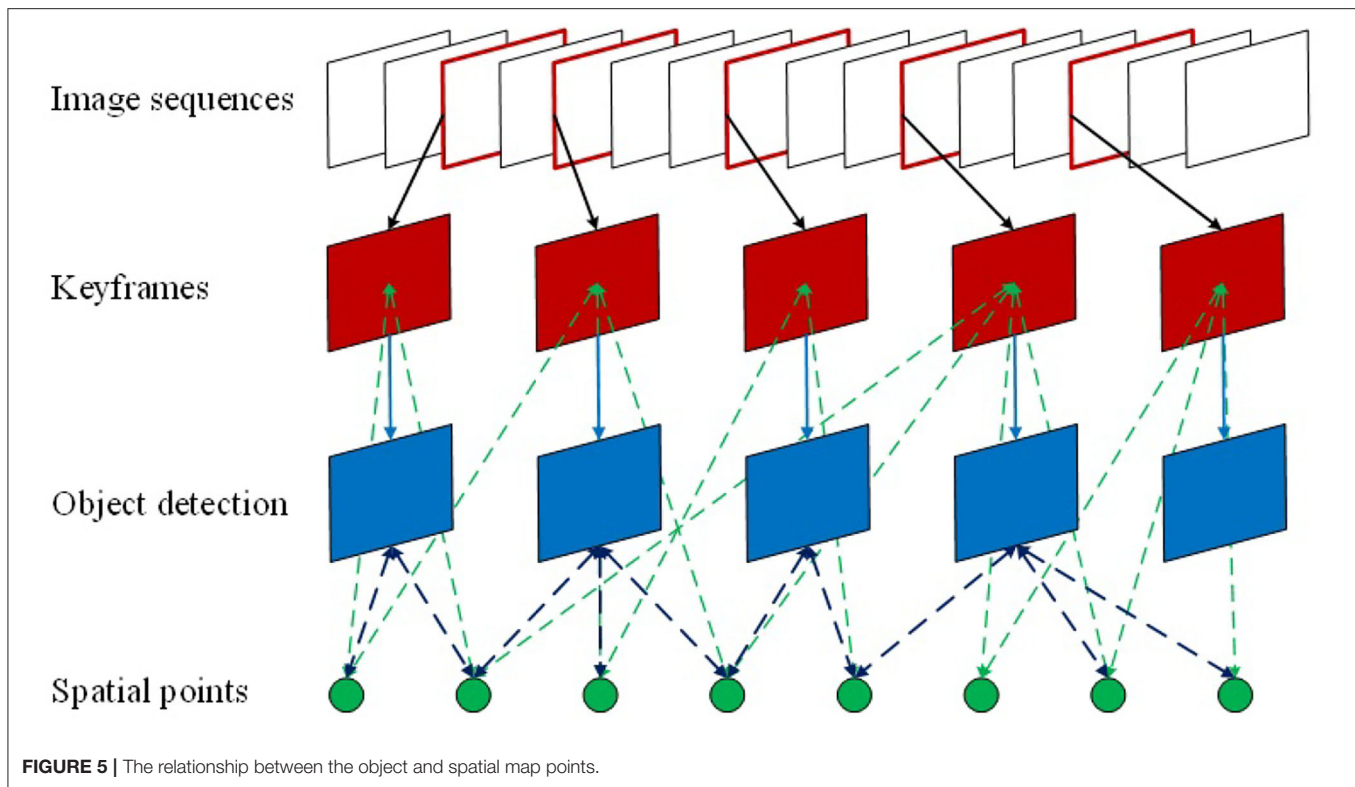 Image sequences
Keyframes
Object detection
Spatial points
FIGURE 5 | The relationship between the object and spatial map points.